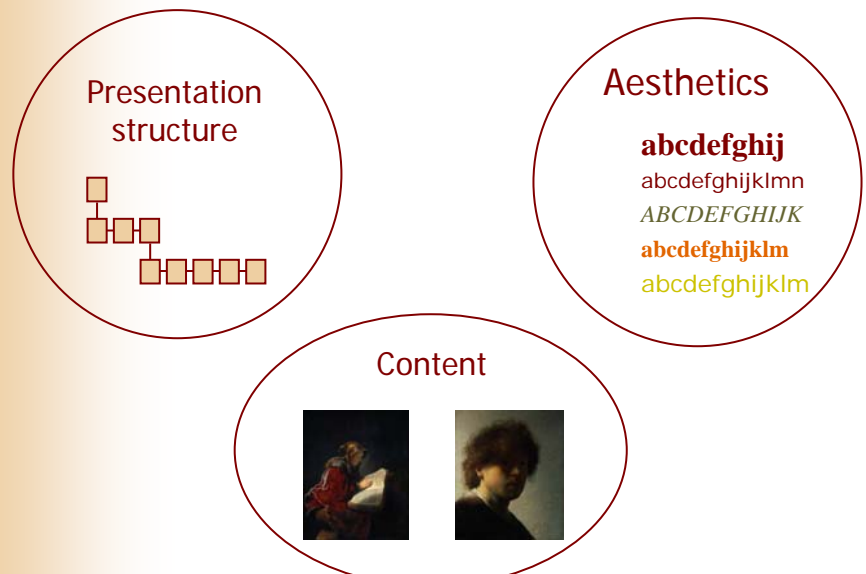 Presentation
structure
Aesthetics
abcdefghij
abcdefghijklmn
ABCDEFGHIJK
abcdefghijklm
abcdefghijklm
Content